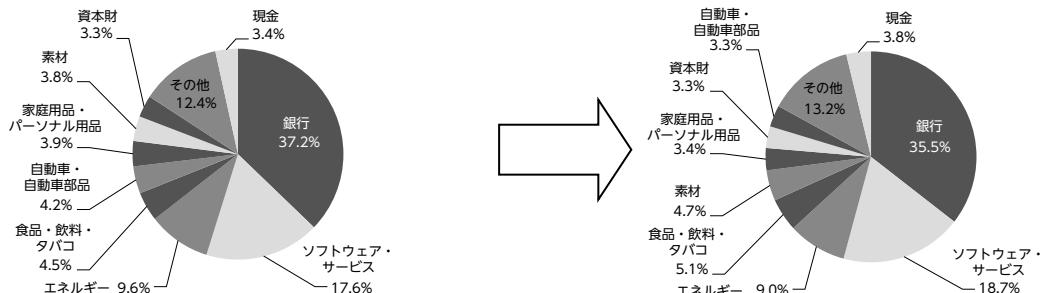 資本財
3.3%
現金
3.4%
素材
3.8%
その他
12.4%
銀行
37.2%
家庭用品・
パーソナル用品
3.9%
自動車・
自動車部品
4.2%
食品・飲料・
タバコ
4.5%
エネルギー 9.6%
ソフトウェア・
サービス
17.6%
自動車・
自動車部品
3.3%
現金
3.8%
資本財
3.3%
その他
13.2%
銀行
35.5%
家庭用品・
パーソナル用品
3.4%
素材
4.7%
食品・飲料・
タバコ
5.1%
エネルギー 9.0%
ソフトウェア・
サービス
18.7%